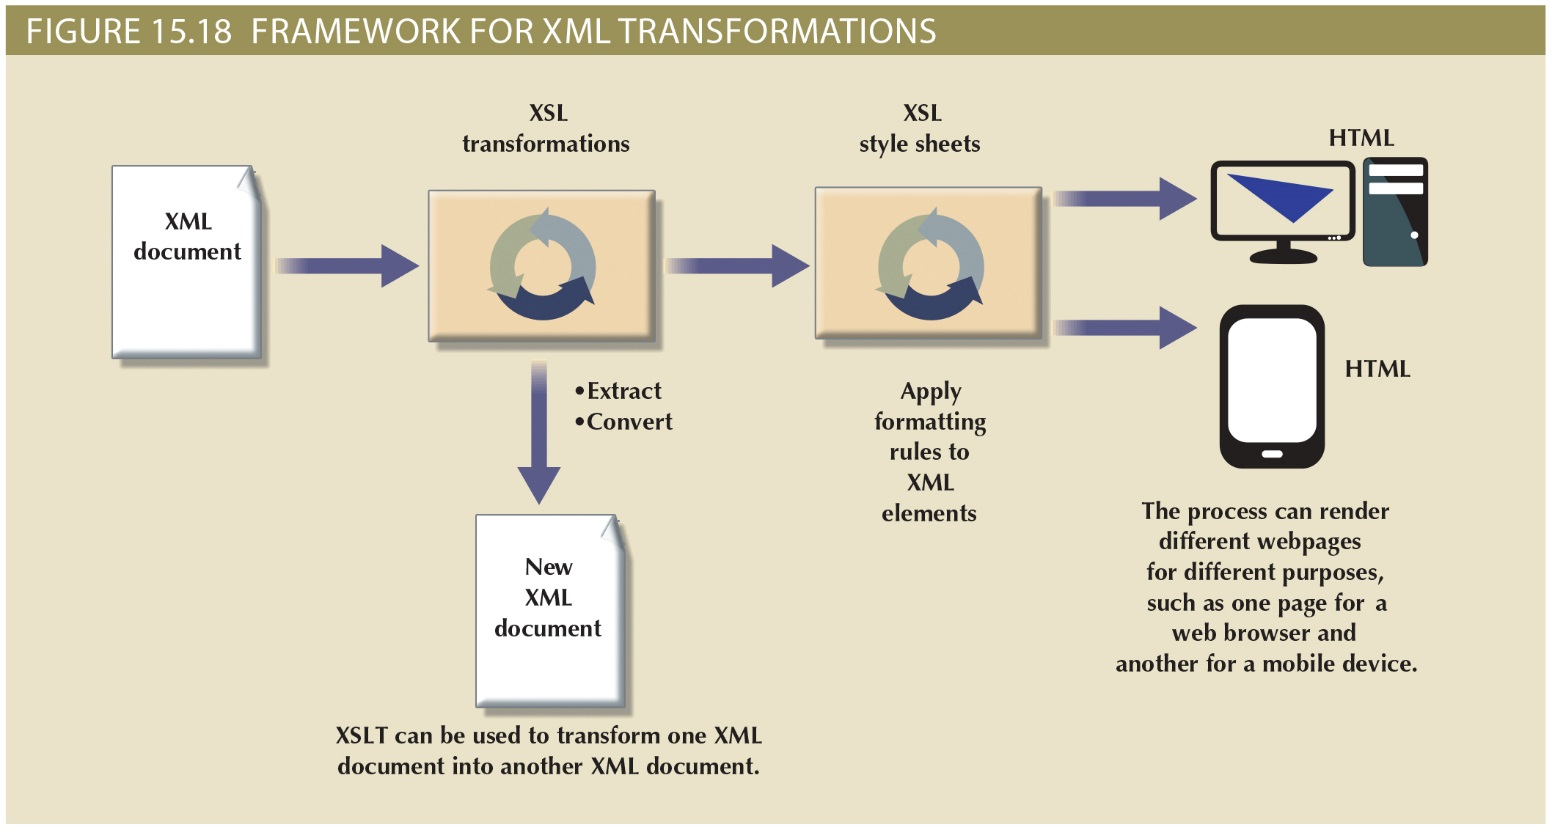 FIGURE 15.18 FRAMEWORK FOR XML TRANSFORMATIONS
XML
document
XSL
transformations
•Extract
•Convert
New
XML
document
XSLT can be used to transform one XML
document into another XML document.
XSL
style sheets
Apply
formatting
rules to
XML
elements
HTML
HTML
The process can render
different webpages
for different purposes,
such as one page for a
web browser and
another for a mobile device.